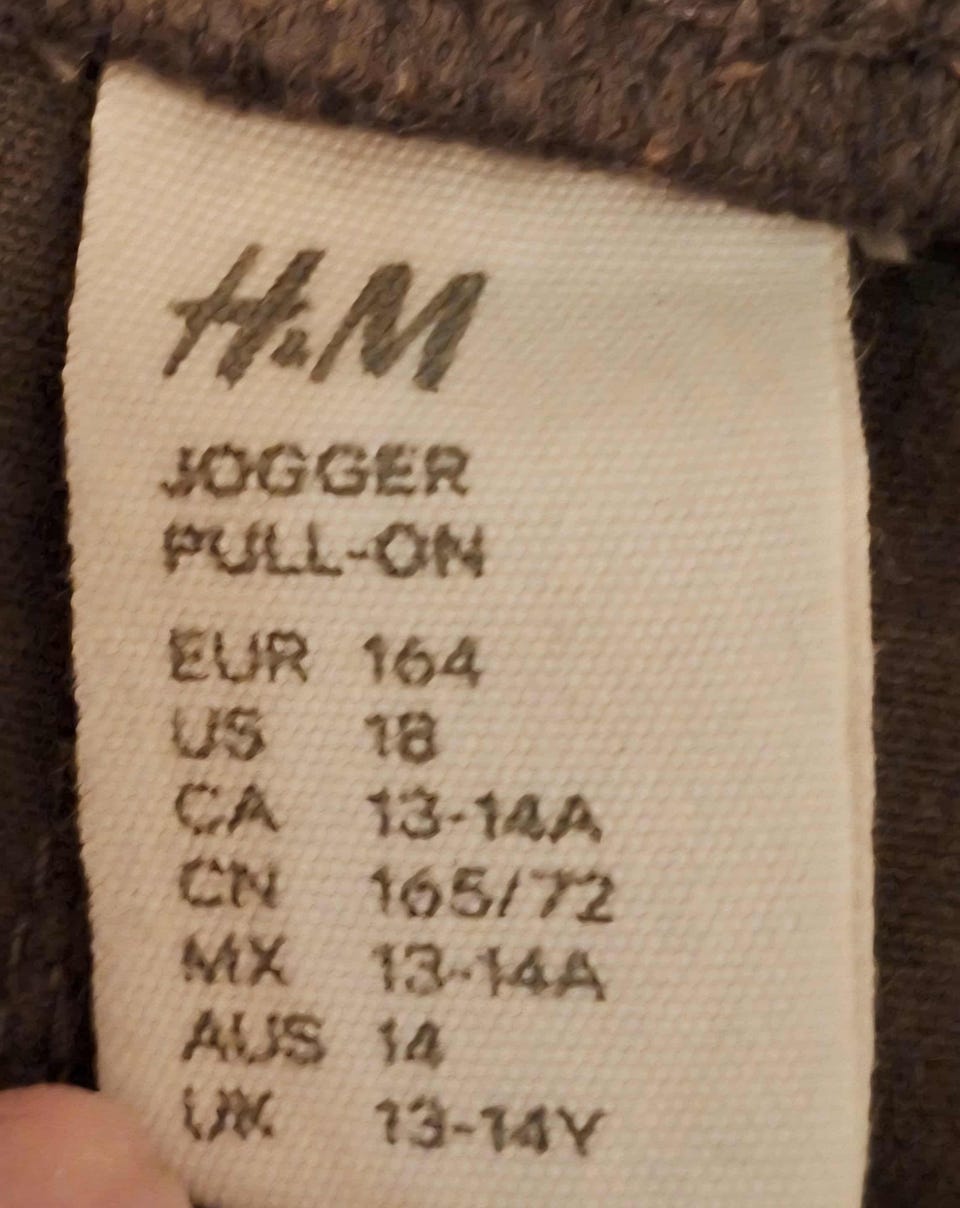 H&M
JOGGER
PULL-ON
EUR 164
US 18
CA 13-14A
CN 165/72
MX 13-14A
AUS 14
UK 13-14Y